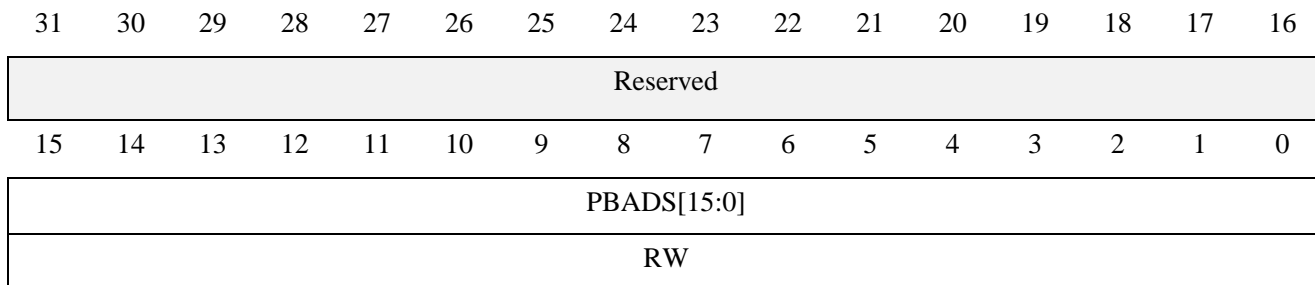 31 30 29 28 27 26 25 24 23 22 21 20 19 18 17 16
Reserved
15 14 13 12 11 10 9 8 7 6 5 4 3 2 1 0
PBADS[15:0]
RW